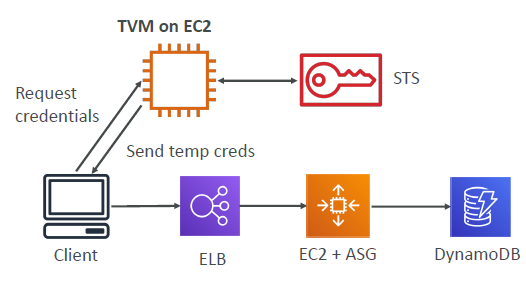 TVM on EC2
STS
Request
credentials
Send temp creds
Client
ELB
EC2 + ASG
DynamoDB